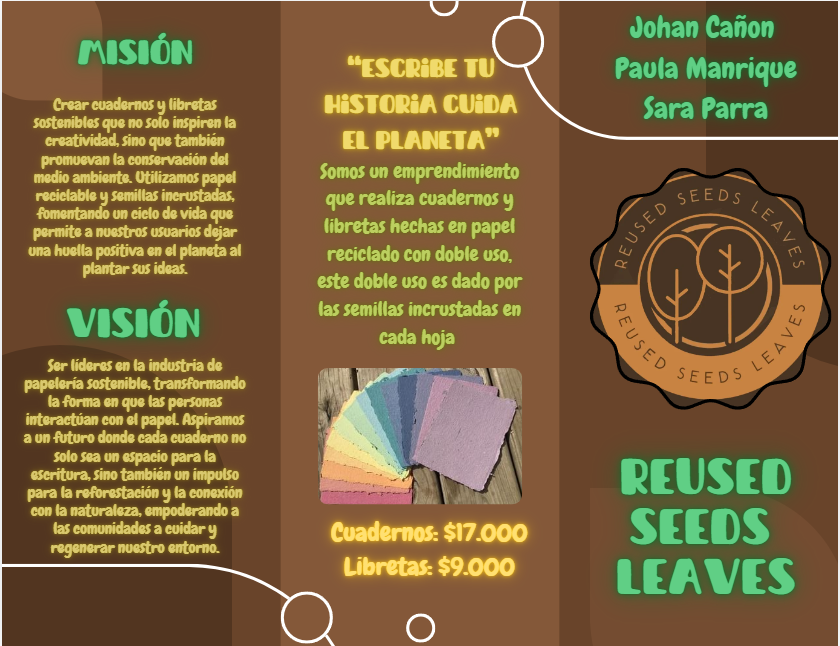 MISIÓN
Crear cuadernos y libretas
sostenibles que no solo inspiren la
creatividad, sino que también
promuevan la conservación del
medio ambiente. Utilizamos papel
reciclable y semillas incrustadas,
fomentando un ciclo de vida que
permite a nuestros usuarios dejar
una huella positiva en el planeta al
plantar sus ideas.
VISIÓN
Ser líderes en la industria de
papelería sostenible, transformando
la forma en que las personas
interactúan con el papel. Aspiramos
a un futuro donde cada cuaderno no
solo sea un espacio para la
escritura, sino también un impulso
para la reforestación y la conexión
con la naturaleza, empoderando a
las comunidades a cuidar y
regenerar nuestro entorno.
“ESCRIBE TU
HISTORIA CUIDA
EL PLANETA”
Somos un emprendimiento
que realiza cuadernos y
libretas hechas en papel
reciclado con doble uso,
este doble uso es dado por
las semillas incrustadas en
cada hoja
Cuadernos: $17.000
Libretas: $9.000
Johan Cañon
Paula Manrique
Sara Parra
REUSED SEEDS LEAVES
REUSED SEEDS LEAVES
REUSED
SEEDS
LEAVES